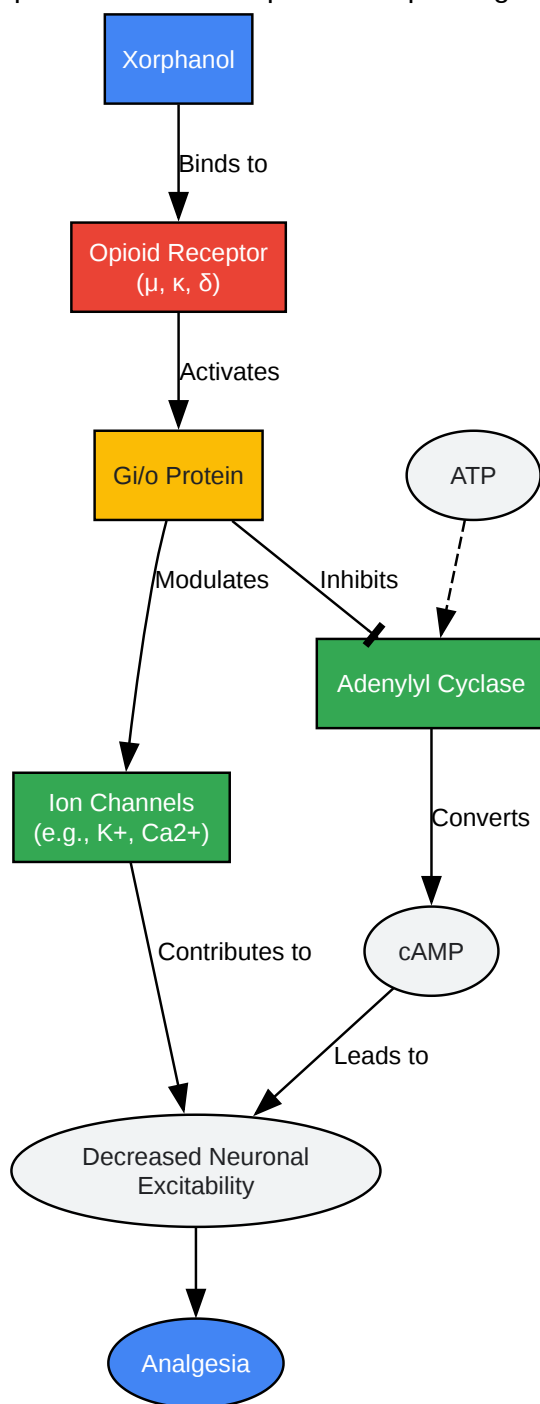 Xorphanol
Binds to
Opioid Receptor
(μ, κ, δ)
Activates
Gi/o Protein
ATP
Modulates
Inhibits
Adenylyl Cyclase
Ion Channels
(e.g., K+, Ca2+)
Converts
Contributes to
cAMP
Leads to
Decreased Neuronal
Excitability
Analgesia